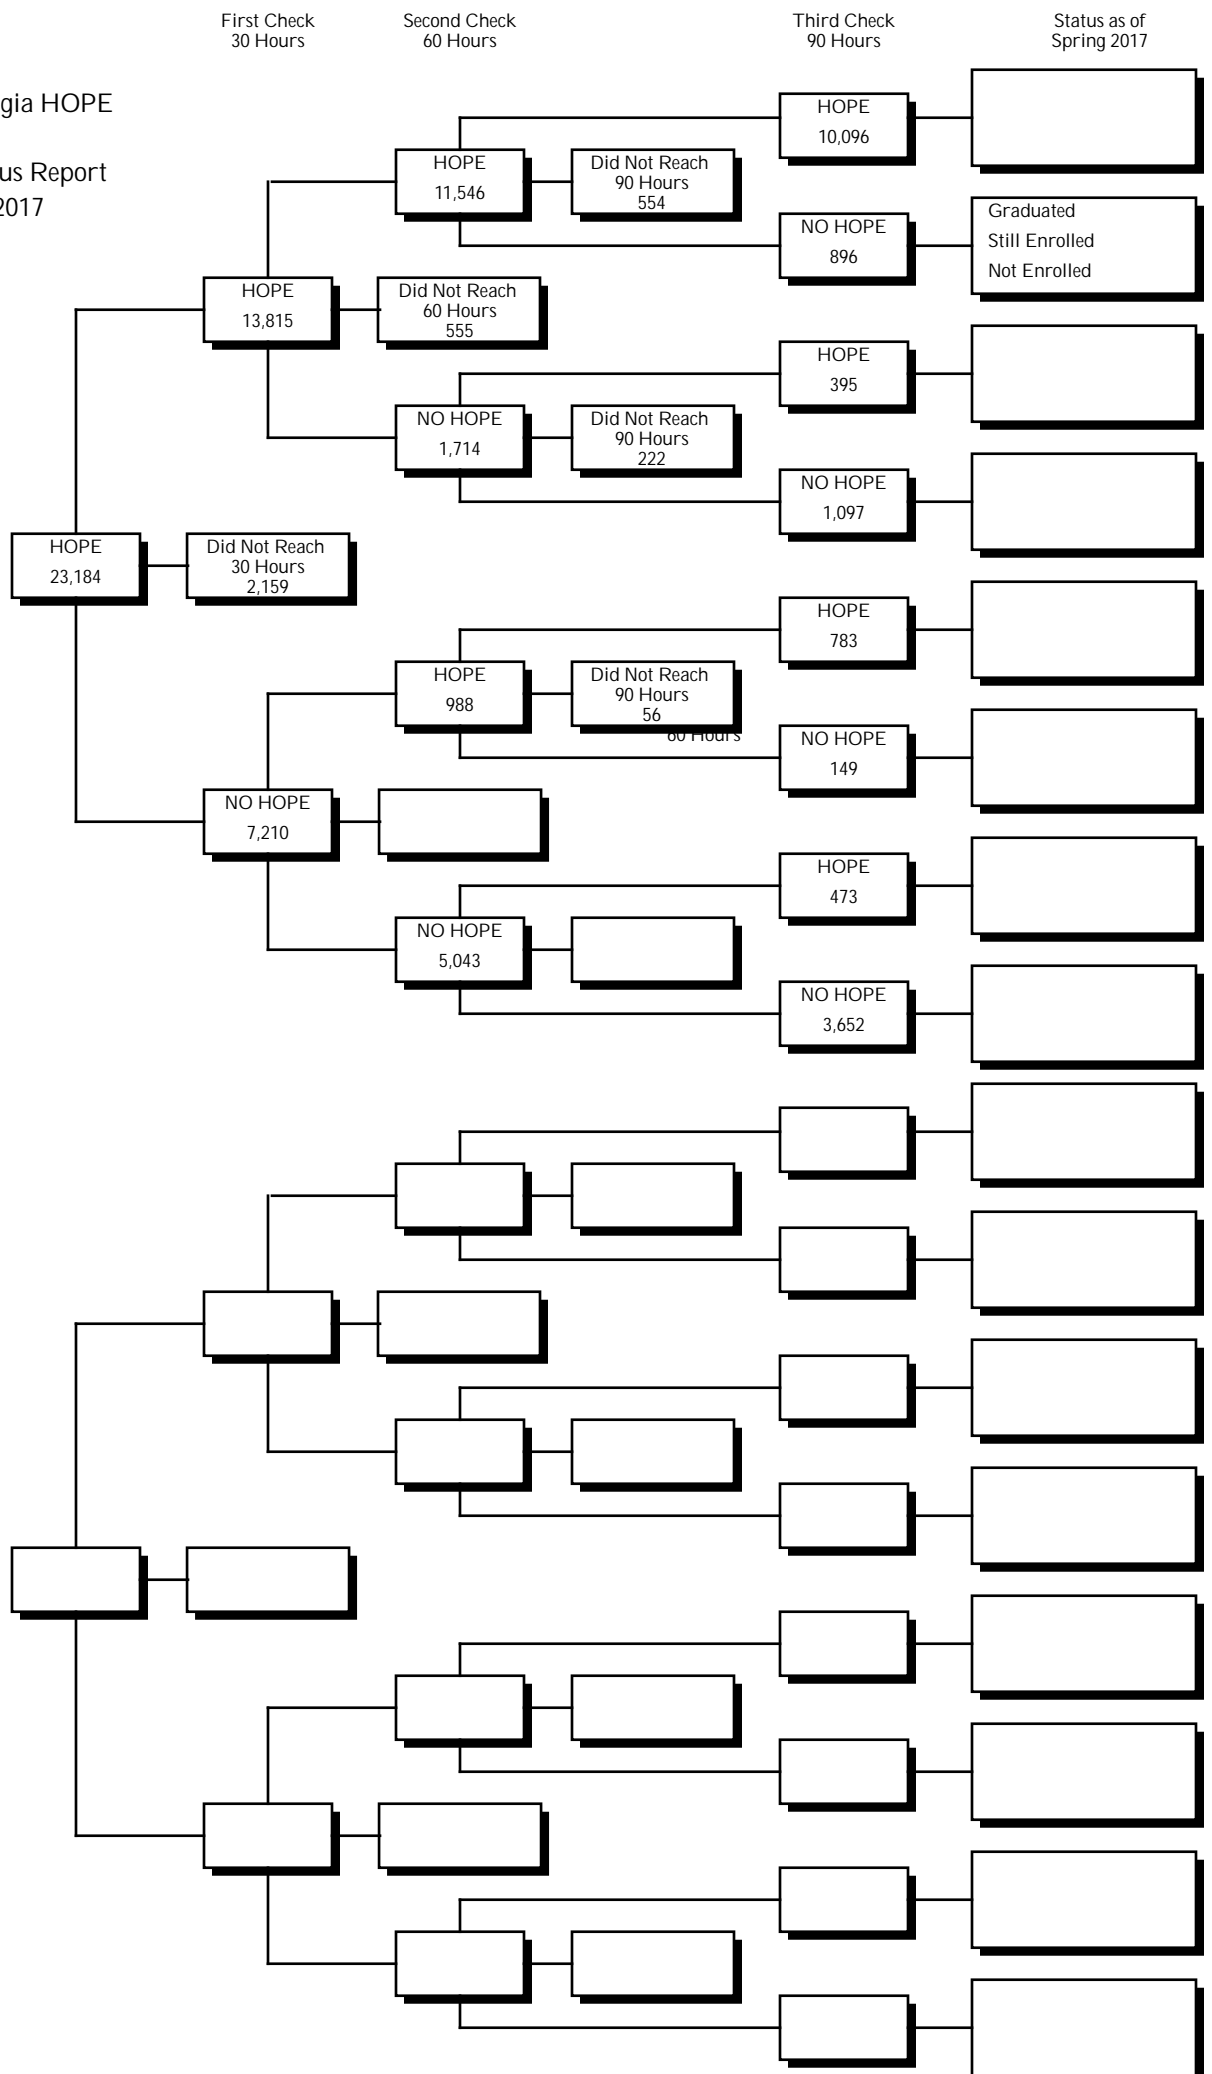 First Check
30 Hours
Second Check
60 Hours
Third Check
90 Hours
Status as of
Spring 2017
gia HOPE
us Report
2017
HOPE
10,096
HOPE
11,546
Did Not Reach
90 Hours
554
NO HOPE
896
Graduated
Still Enrolled
Not Enrolled
HOPE
13,815
Did Not Reach
60 Hours
555
HOPE
395
NO HOPE
1,714
Did Not Reach
90 Hours
222
NO HOPE
1,097
HOPE
23,184
Did Not Reach
30 Hours
2,159
HOPE
783
HOPE
988
Did Not Reach
90 Hours
56
60 Hours
NO HOPE
149
NO HOPE
7,210
HOPE
473
NO HOPE
5,043
NO HOPE
3,652